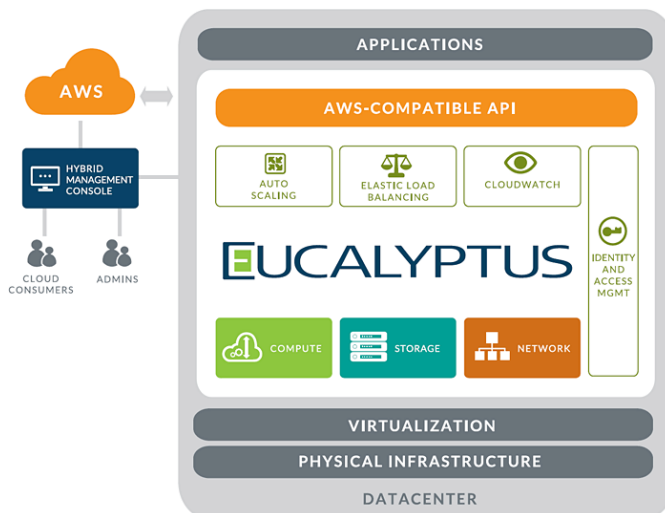 APPLICATIONS
AWS
AWS-COMPATIBLE API
HYBRID
MANAGEMENT
CONSOLE
AUTO
SCALING
ELASTIC LOAD
BALANCING
CLOUDWATCH
IDENTITY
AND
ACCESS
MGMT
EUCALYPTUS
CLOUD
CONSUMERS
ADMINS
COMPUTE
STORAGE
NETWORK
VIRTUALIZATION
PHYSICAL INFRASTRUCTURE
DATACENTER